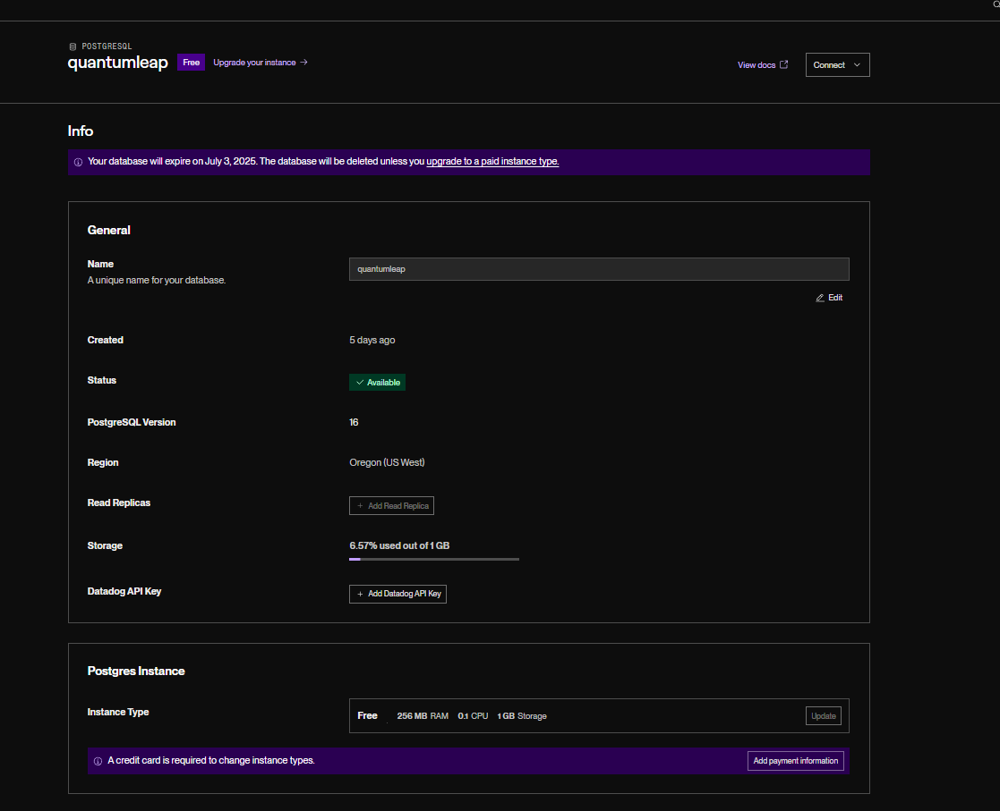 POSTGRESQL
quantumleap Free Upgrade your instance →
View docs Connect
Info
Your database will expire on July 3, 2025. The database will be deleted unless you upgrade to a paid instance type.
General
Name
A unique name for your database.
quantumleap
Edit
Created 5 days ago
Status Available
PostgreSQL Version 16
Region Oregon (US West)
Read Replicas + Add Read Replica
Storage 6.57% used out of 1 GB
Datadog API Key + Add Datadog API Key
Postgres Instance
Instance Type Free 256 MB RAM 0.1 CPU 1 GB Storage Update
A credit card is required to change instance types. Add payment information